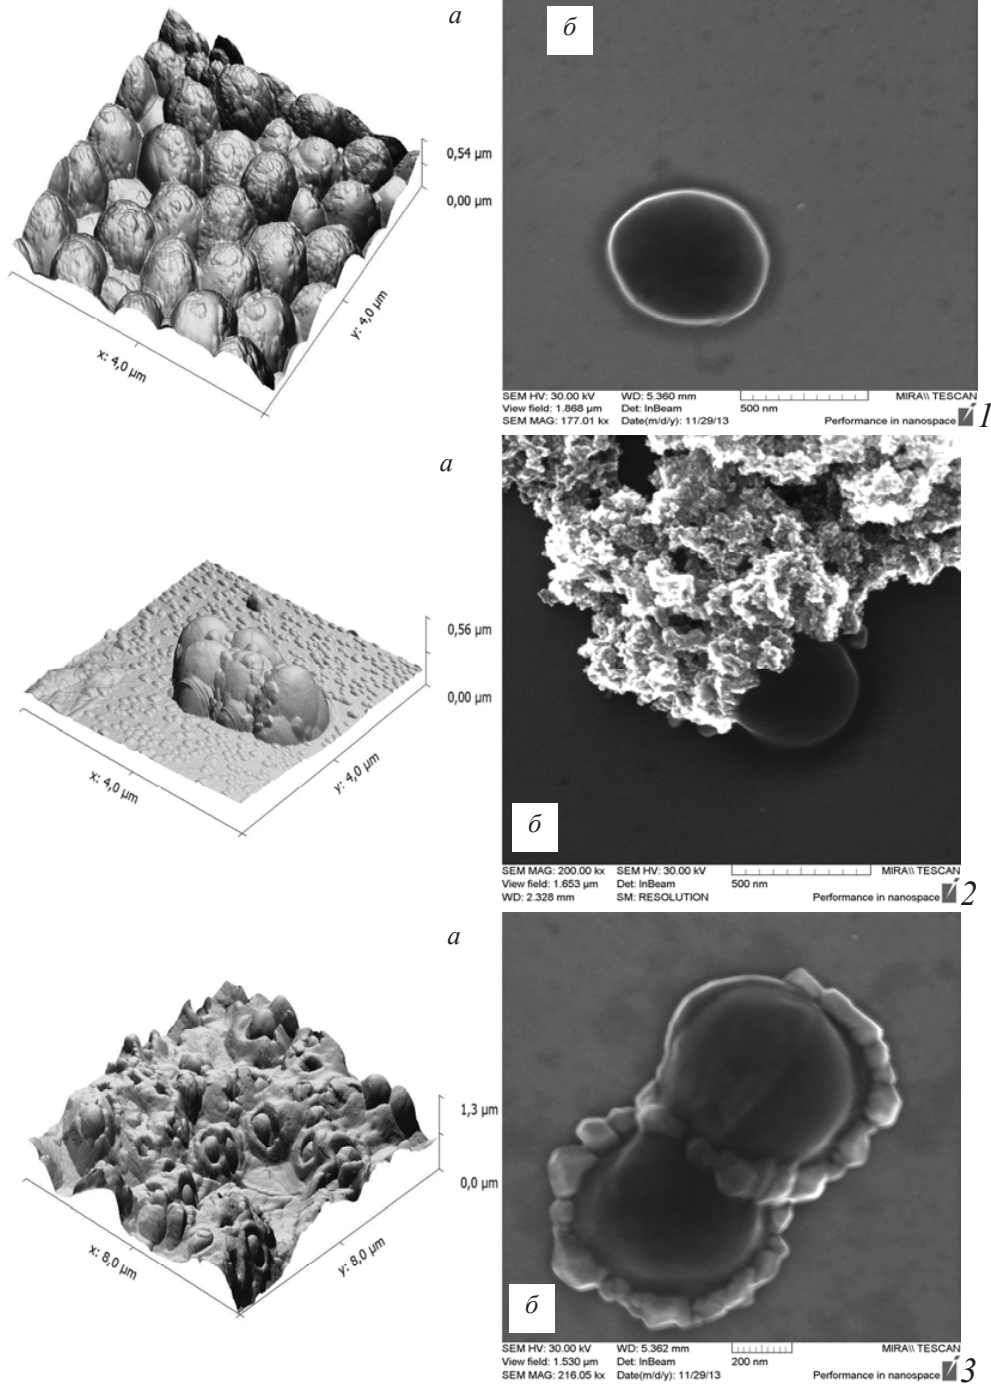 а
0,54 µm
0,00 µm
x: 4,0 µm
y: 4,0 µm
б
SEM HV: 30.00 kV WD: 5.360 mm MIRA\\ TESCAN
View field: 1.868 µm Det: InBeam 500 nm
SEM MAG: 177.01 kx Date(m/d/y): 11/29/13 Performance in nanospace
1
а
0,56 µm
0,00 µm
x: 4,0 µm
y: 4,0 µm
б
SEM MAG: 200.00 kx SEM HV: 30.00 kV MIRA\\ TESCAN
View field: 1.653 µm Det: InBeam 500 nm
WD: 2.328 mm SM: RESOLUTION Performance in nanospace
2
а
1,3 µm
0,0 µm
x: 8,0 µm
y: 8,0 µm
б
SEM HV: 30.00 kV WD: 5.362 mm MIRA\\ TESCAN
View field: 1.530 µm Det: InBeam 200 nm
SEM MAG: 216.05 kx Date(m/d/y): 11/29/13 Performance in nanospace
3